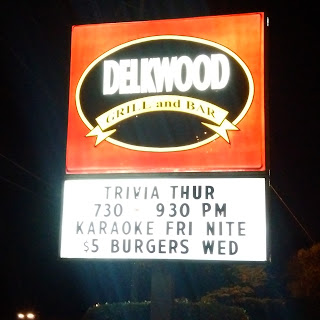 DELKWOOD
GRILL and BAR
TRIVIA THUR
730 - 930 PM
KARAOKE FRI NITE
$5 BURGERS WED